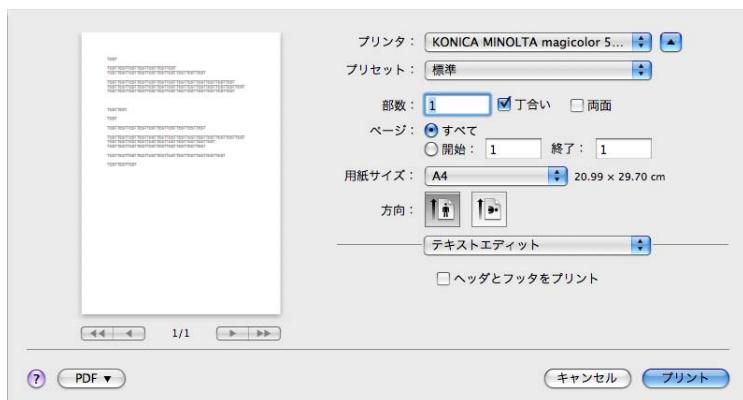 プリンタ： KONICA MINOLTA magicolor 5...
プリセット： 標準
部数： 1 丁合い 両面
ページ： すべて
開始： 1 終了： 1
用紙サイズ： A4 20.99 × 29.70 cm
方向：
テキストエディット
ヘッダとフッタをプリント
1/1
? PDF ▼ キャンセル プリント